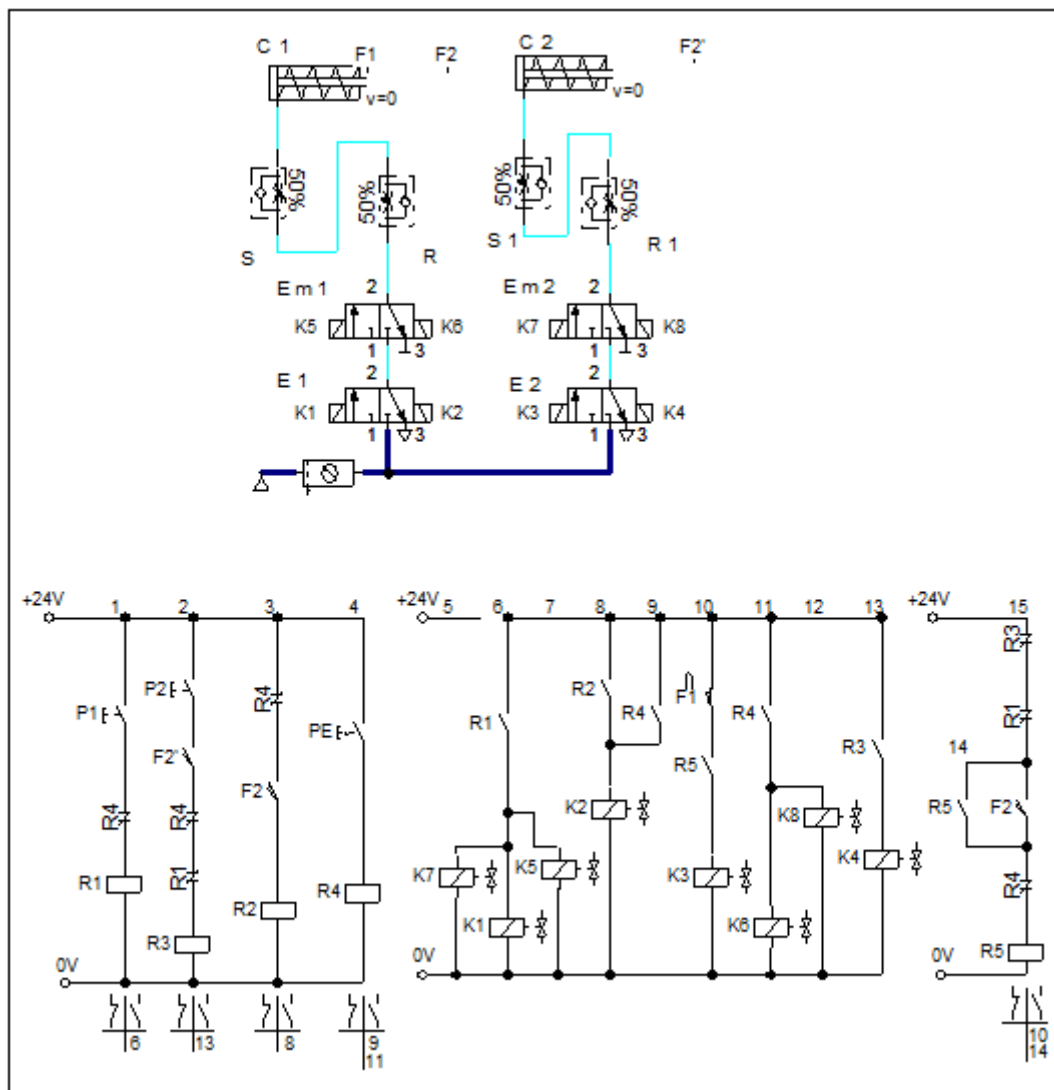 C 1 F1 F2 C 2 F2'
v=0 v=0
50% 50% 50% 50%
S R S 1 R 1
E m 1 2 E m 2 2
K5 K6 K7 K8
1 3 1 3
E 1 2 E 2 2
K1 K2 K3 K4
1 3 1 3
+24V 1 2 3 4 +24V 5 6 7 8 9 10 11 12 13 +24V 15
R3
P2 R4 R2 F1
P1 PE R1 R4 R4 R1
F2' R3 14
F2 R5
R4 R4 K2 K8 R5 F2
R1 K7 K5 K3 K4
R1 R4 R4
R2 K1 K6
R3 R5
0V 0V 0V
6 13 8 9 10
11 14